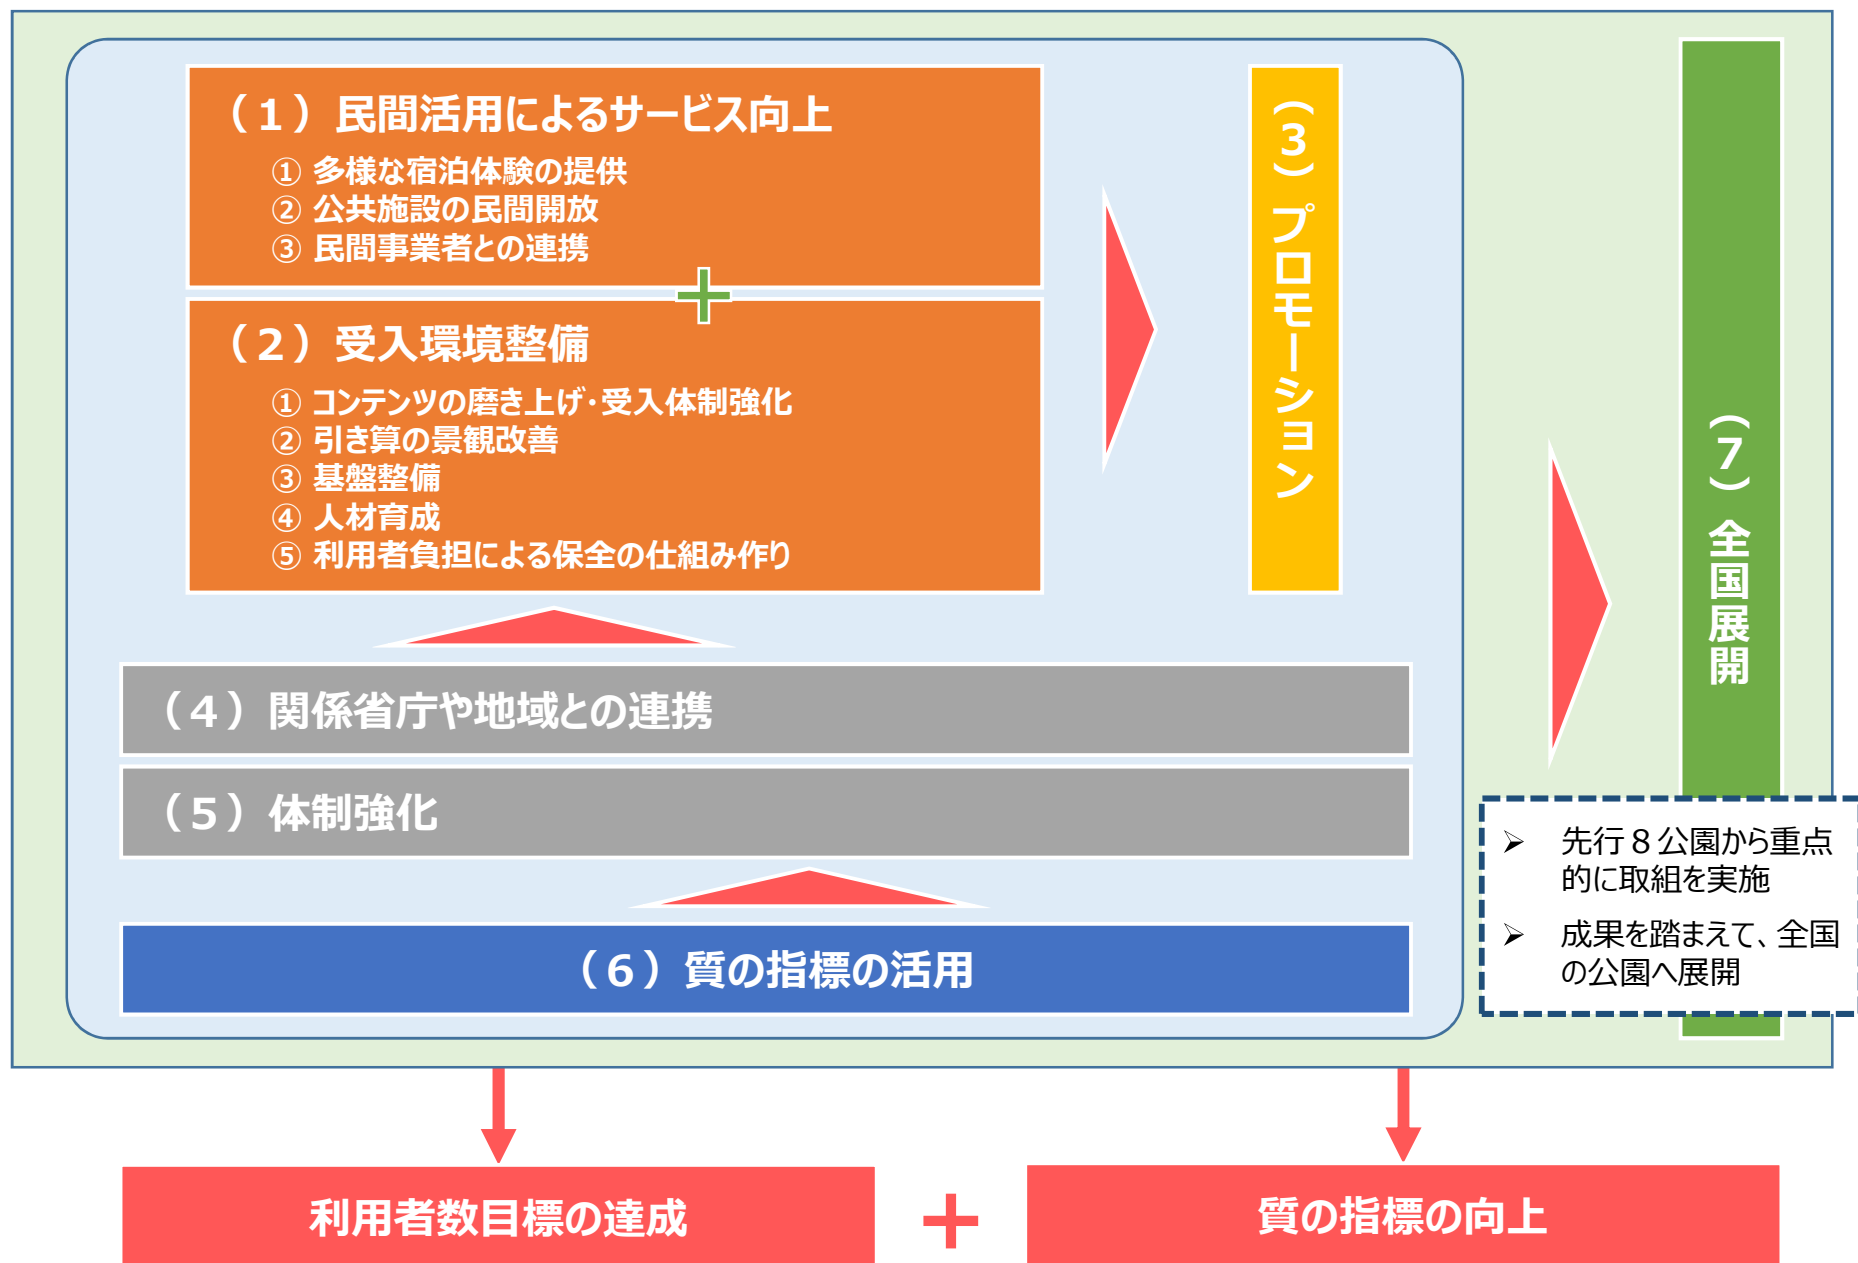 （１）民間活用によるサービス向上
① 多様な宿泊体験の提供
② 公共施設の民間開放
③ 民間事業者との連携
（２）受入環境整備
① コンテンツの磨き上げ・受入体制強化
② 引き算の景観改善
③ 基盤整備
④ 人材育成
⑤ 利用者負担による保全の仕組み作り
（３）プロモーション
（４）関係省庁や地域との連携
（５）体制強化
（６）質の指標の活用
（７）全国展開
➢ 先行８公園から重点
的に取組を実施
➢ 成果を踏まえて、全国
の公園へ展開
利用者数目標の達成
＋
質の指標の向上